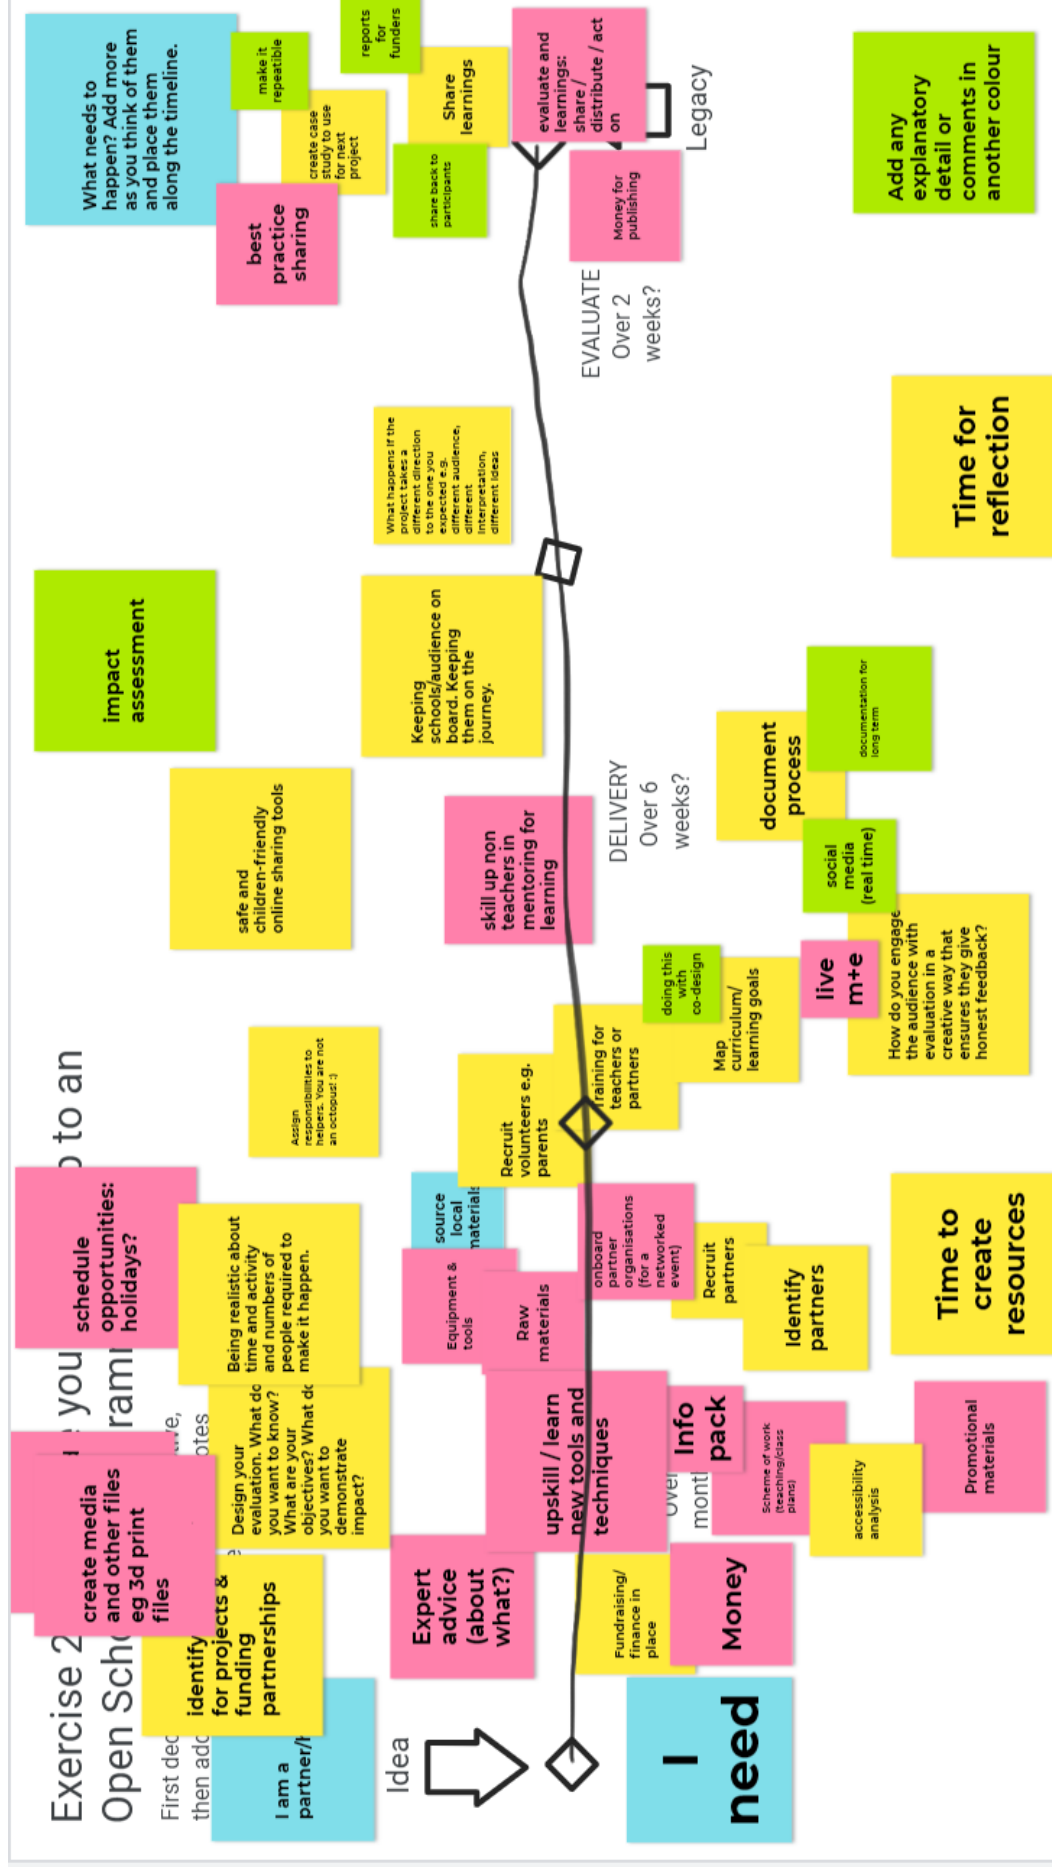 Exercise 2
you
to an
Open Scho
ramm
First dec
ive,
then add
otes
What needs to
happen? Add more
as you think of them
and place them
along the timeline.
make it
repeatible
reports
for
funders
create case
study to use
for next
project
Share
learnings
best
practice
sharing
share back to
participants
evaluate and
learnings:
share /
distribute / act
on
Legacy
Money for
publishing
EVALUATE
Over 2
weeks?
Add any
explanatory
detail or
comments in
another colour
What happens if the
project takes a
different direction
to the one you
expected e.g.
different audience,
different
interpretation,
different ideas
Time for
reflection
impact
assessment
Keeping
schools/audience on
board. Keeping
them on the
journey.
safe and
children-friendly
online sharing tools
skill up non
teachers in
mentoring for
learning
DELIVERY
Over 6
weeks?
document
process
documentation for
long term
social
media
(real time)
live
m+e
How do you engage
the audience with
evaluation in a
creative way that
ensures they give
honest feedback?
doing this
with
co-design
Map
curriculum/
learning goals
Training for
teachers or
partners
Recruit
volunteers e.g.
parents
Assign
responsibilities to
helpers. You are not
an octopus! :)
source
local
materials
Equipment &
tools
Raw
materials
onboard
partner
organisations
(for a
networked
event)
Recruit
partners
Identify
partners
Time to
create
resources
schedule
opportunities:
holidays?
Being realistic about
time and activity
and numbers of
people required to
make it happen.
Design your
evaluation. What do
you want to know?
What are your
objectives? What do
you want to
demonstrate
impact?
create media
and other files
eg 3d print
files
identify
for projects &
funding
partnerships
I am a
partner/
Expert
advice
(about
what?)
upskill / learn
new tools and
techniques
Over
month
Info
pack
Scheme of work
(teaching/class
plans)
accessibility
analysis
Promotional
materials
Fundraising/
finance in
place
Money
Idea
I
need